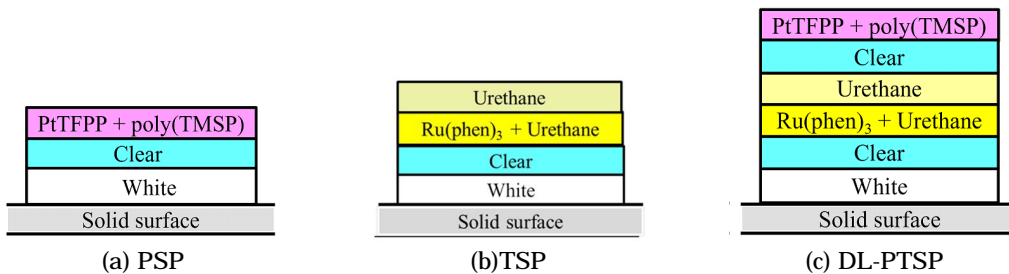 PtTFPP + poly(TMSP)
Clear
White
Solid surface
(a) PSP
Urethane
Ru(phen)₃ + Urethane
Clear
White
Solid surface
(b)TSP
PtTFPP + poly(TMSP)
Clear
Urethane
Ru(phen)₃ + Urethane
Clear
White
Solid surface
(c) DL-PTSP